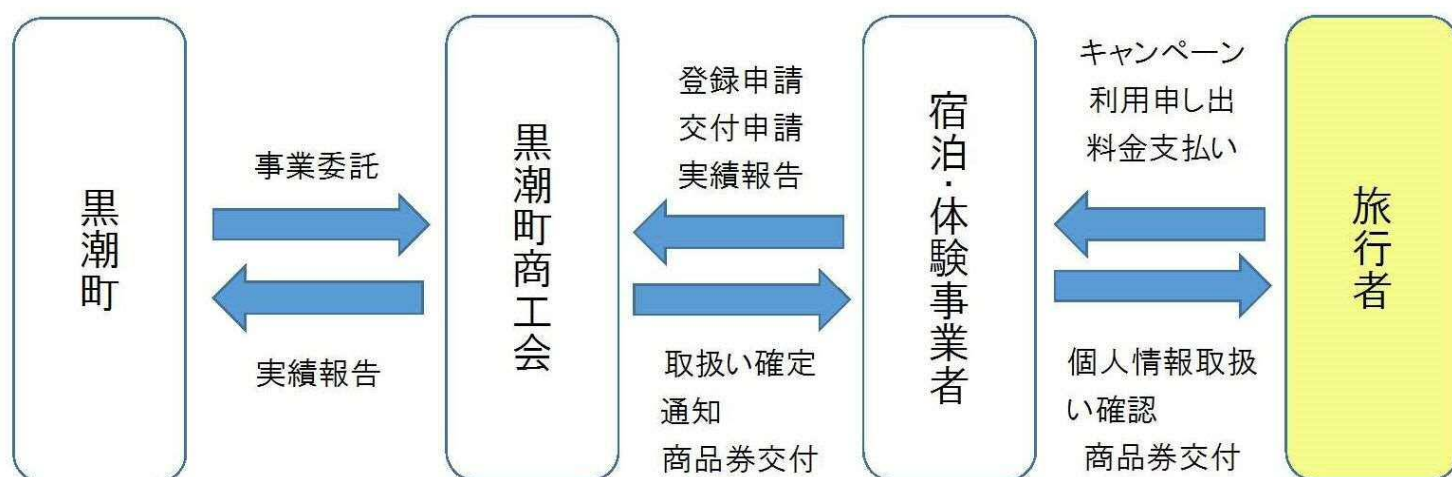 黒潮町
事業委託
実績報告
黒潮町商工会
登録申請
交付申請
実績報告
取扱い確定
通知
商品券交付
宿泊・体験事業者
キャンペーン
利用申し出
料金支払い
個人情報取扱
い確認
商品券交付
旅行者